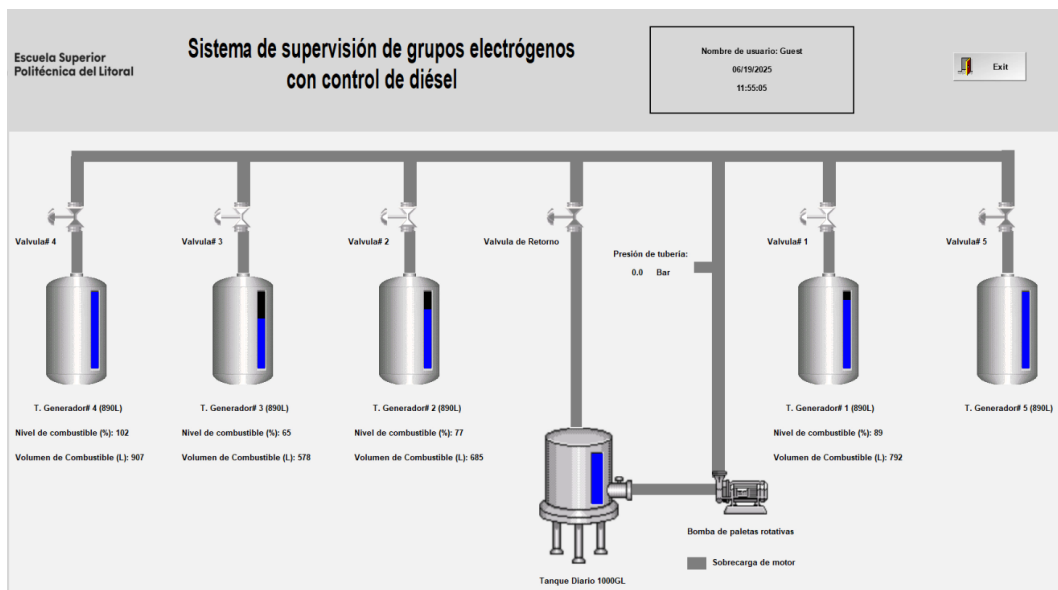 Escuela Superior
Politécnica del Litoral
Sistema de supervisión de grupos electrógenos
con control de diésel
Nombre de usuario: Guest
06/19/2025
11:55:05
Exit
Valvula# 4
Valvula# 3
Valvula# 2
Valvula de Retorno
Valvula# 1
Valvula# 5
Presión de tuberia:
0.0 Bar
T. Generador# 4 (890L)
Nivel de combustible (%): 102
Volumen de Combustible (L): 907
T. Generador# 3 (890L)
Nivel de combustible (%): 65
Volumen de Combustible (L): 578
T. Generador# 2 (890L)
Nivel de combustible (%): 77
Volumen de Combustible (L): 685
T. Generador# 1 (890L)
Nivel de combustible (%): 89
Volumen de Combustible (L): 792
T. Generador# 5 (890L)
Bomba de paletas rotativas
Sobrecarga de motor
Tanque Diario 1000GL